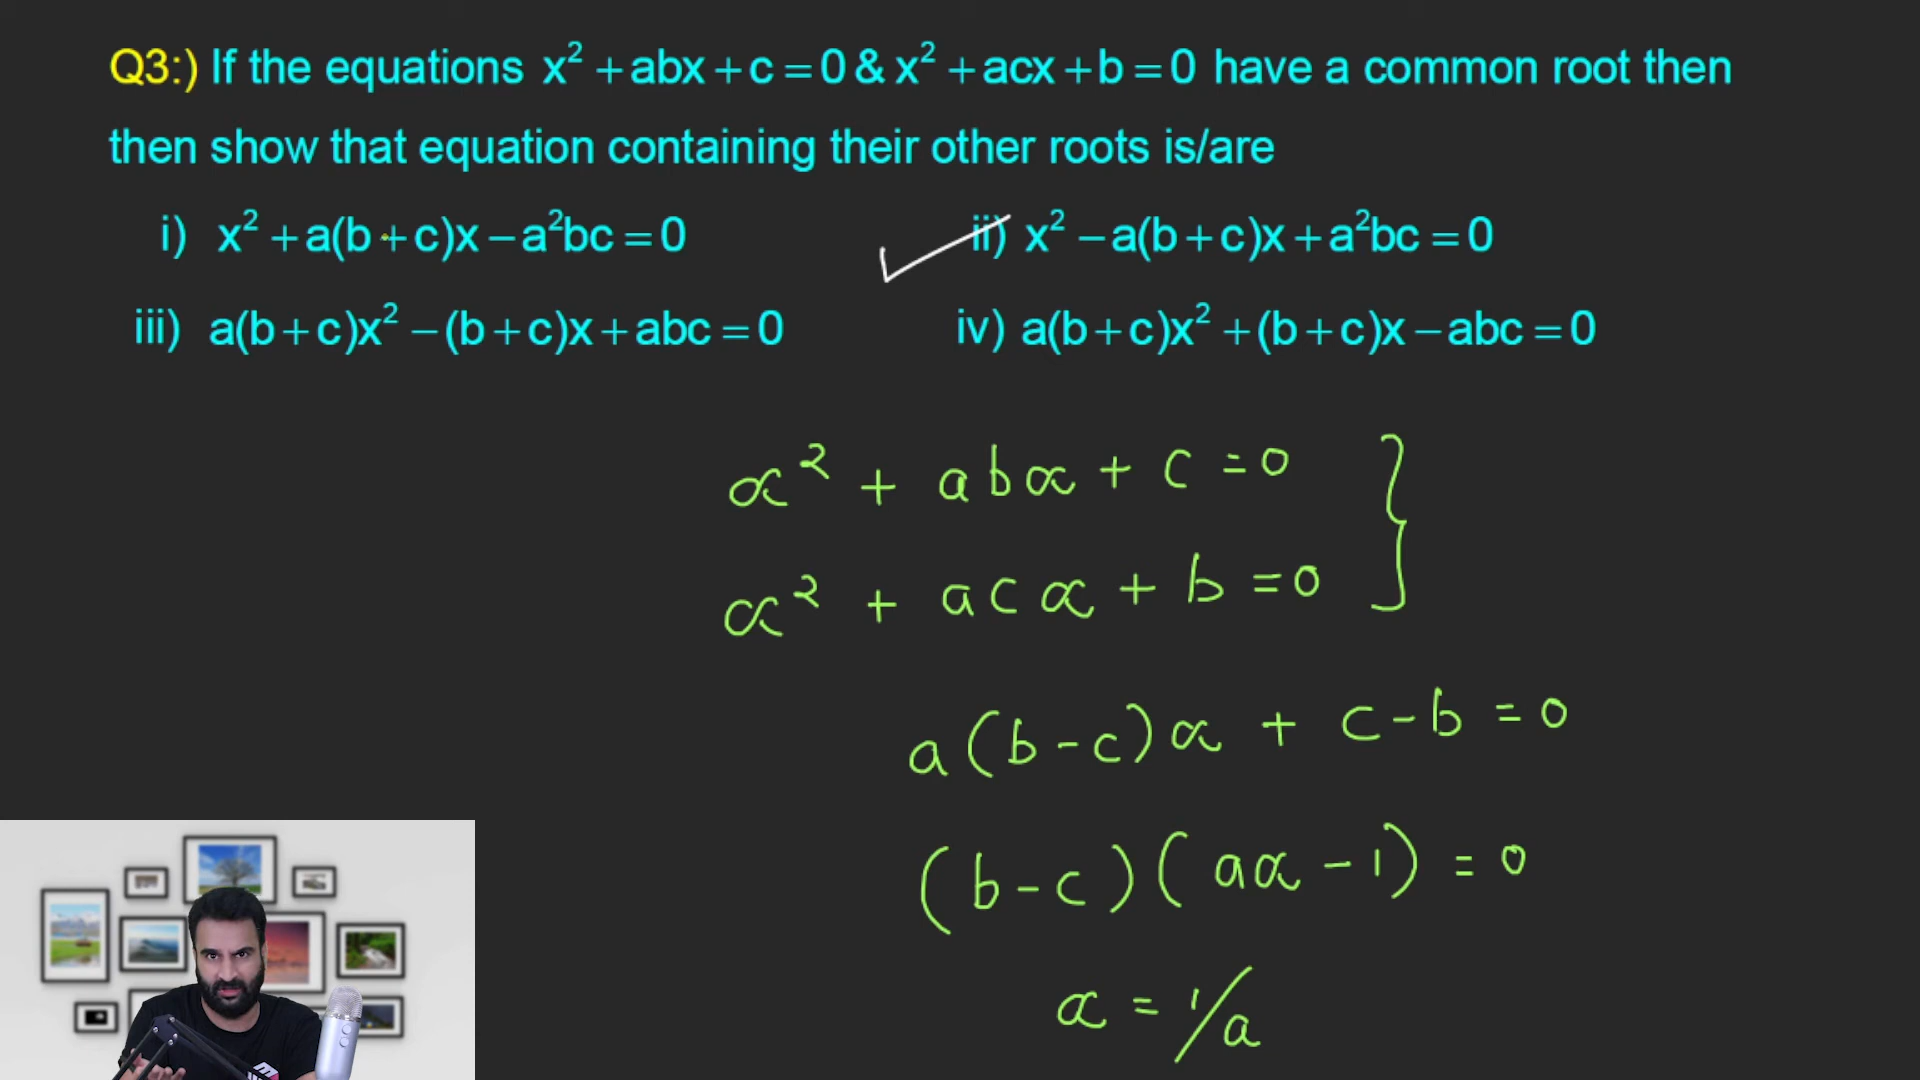 Q3:) If the equations x² + abx + c = 0 & x² + acx + b = 0 have a common root then
then show that equation containing their other roots is/are
i) x² + a(b + c)x − a²bc = 0
ii) x² − a(b + c)x + a²bc = 0
iii) a(b + c)x² − (b + c)x + abc = 0
iv) a(b + c)x² + (b + c)x − abc = 0
α² + abα + c = 0
α² + acα + b = 0
a(b-c)α + c-b = 0
(b-c)(aα-1) = 0
α = 1/a